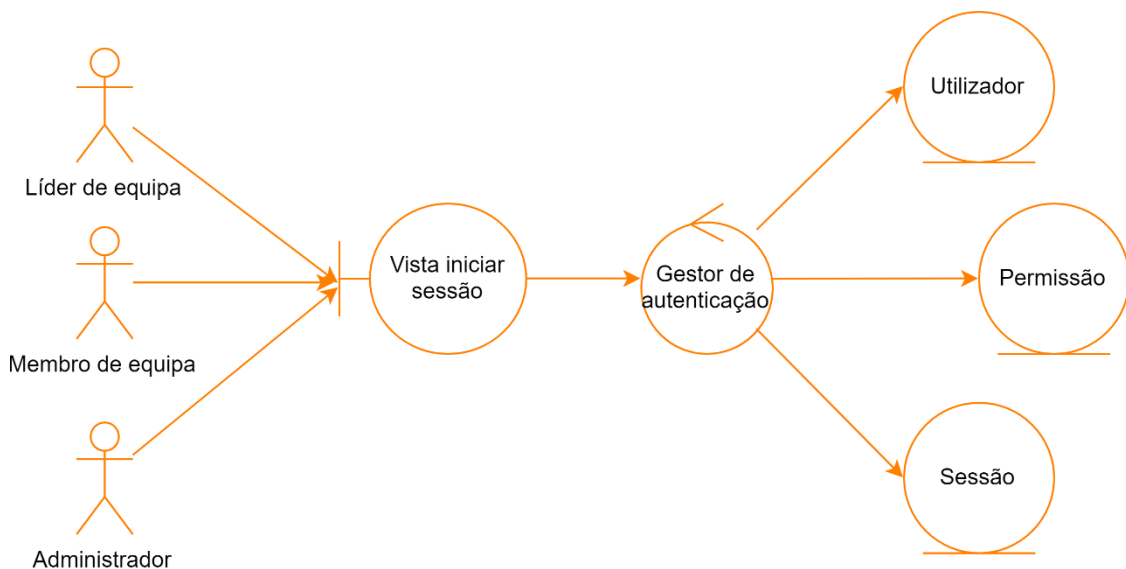 Líder de equipa
Membro de equipa
Administrador
Vista iniciar
sessão
Gestor de
autenticação
Utilizador
Permissão
Sessão